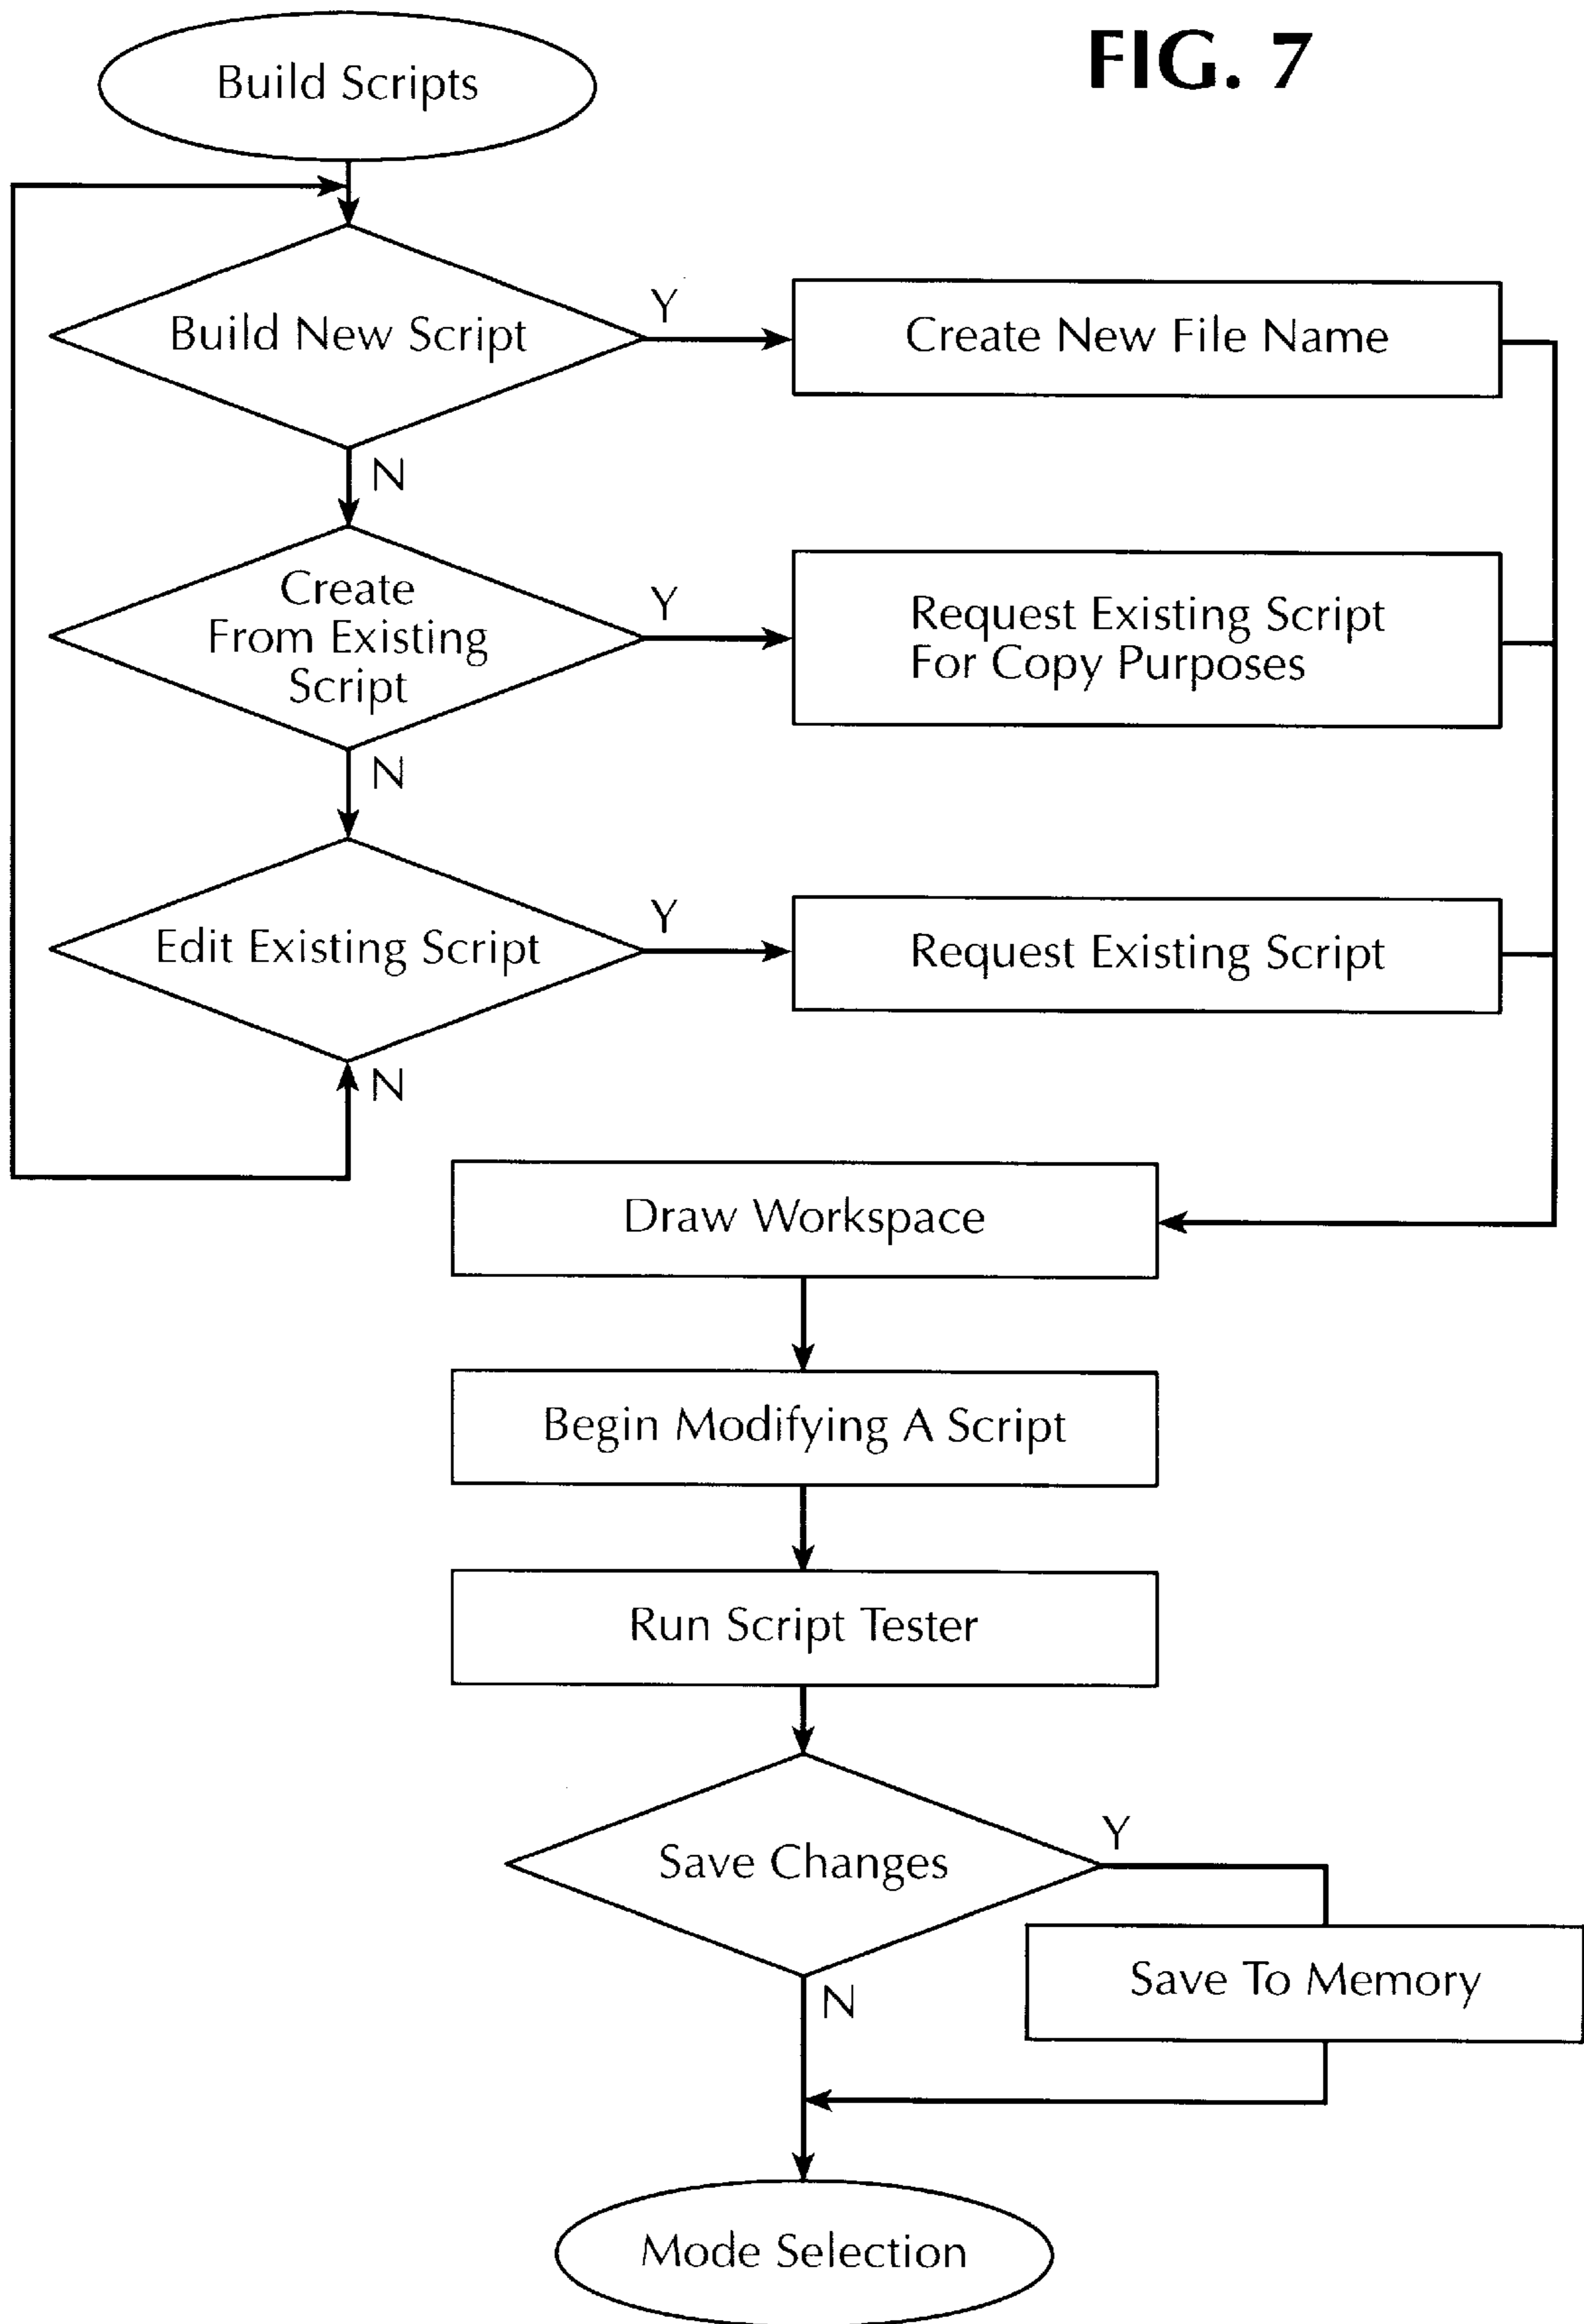 FIG. 7
Build Scripts
Build New Script
Y
Create New File Name
N
Create
From Existing
Script
Y
Request Existing Script
For Copy Purposes
N
Edit Existing Script
Y
Request Existing Script
N
Draw Workspace
Begin Modifying A Script
Run Script Tester
Save Changes
Y
Save To Memory
N
Mode Selection